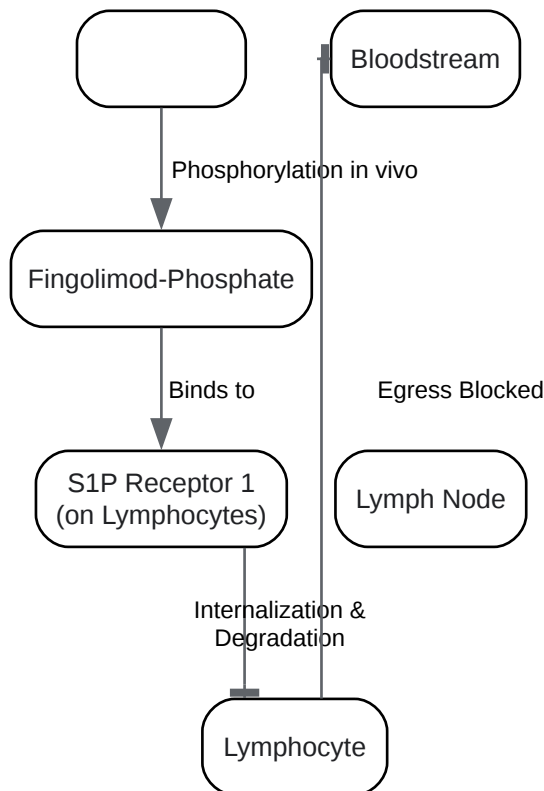 Bloodstream
Phosphorylation in vivo
Fingolimod-Phosphate
Binds to
Egress Blocked
S1P Receptor 1
(on Lymphocytes)
Lymph Node
Internalization &
Degradation
Lymphocyte